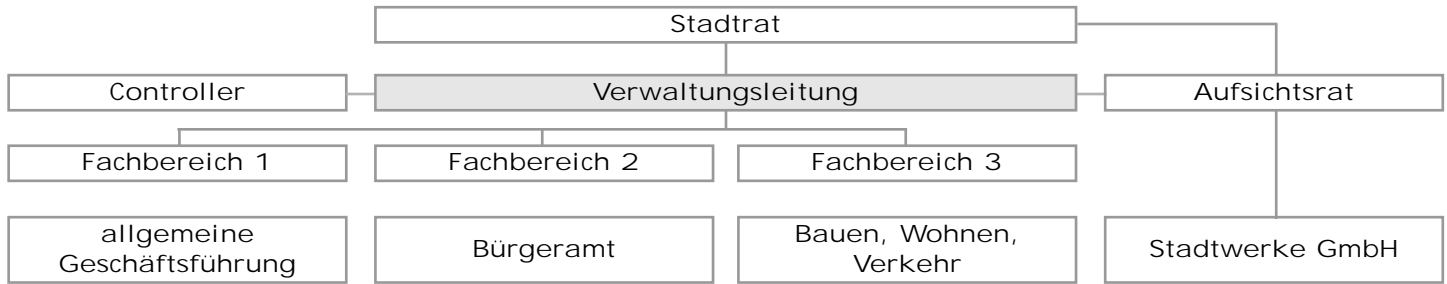 Stadtrat
Controller
Verwaltungsleitung
Aufsichtsrat
Fachbereich 1
Fachbereich 2
Fachbereich 3
allgemeine
Geschäftsführung
Bürgeramt
Bauen, Wohnen,
Verkehr
Stadtwerke GmbH